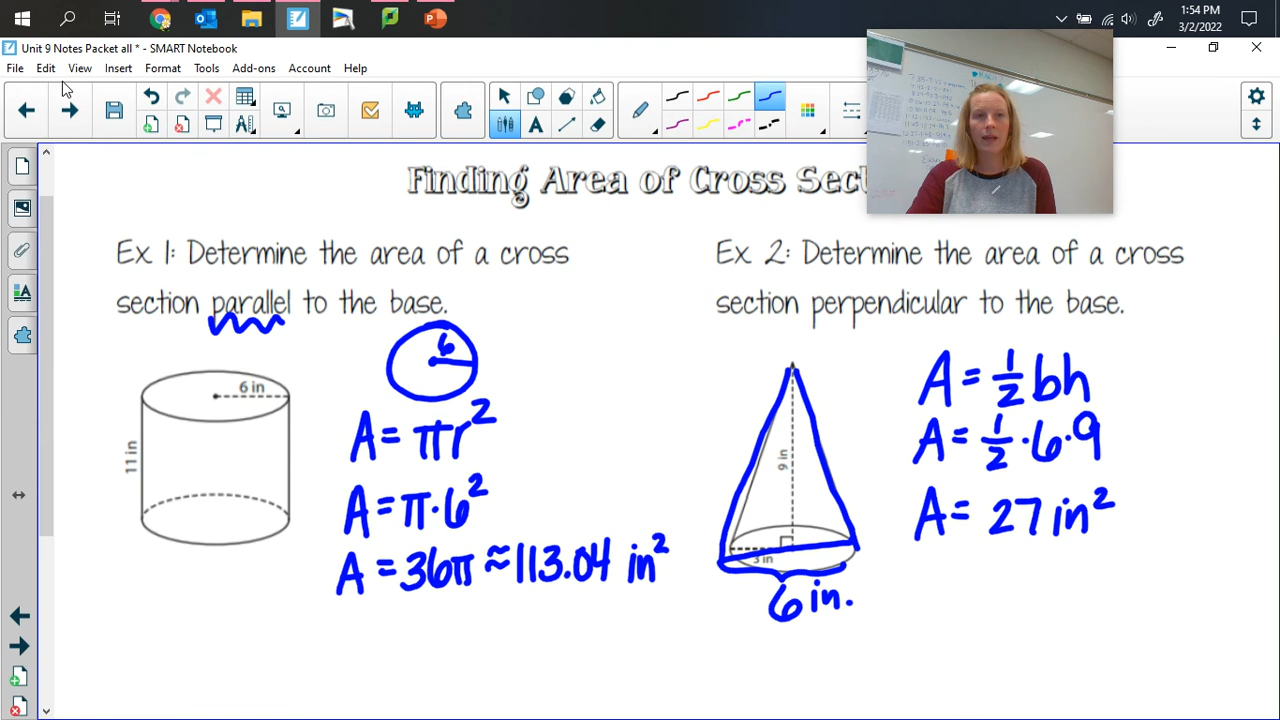 1:54 PM
3/2/2022
Unit 9 Notes Packet all * - SMART Notebook
File Edit View Insert Format Tools Add-ons Account Help
Finding Area of Cross Sect
Ex 1: Determine the area of a cross
section parallel to the base.
6
6 in
11 in
A = πr²
A = π·6²
A = 36π ≈ 113.04 in²
Ex 2: Determine the area of a cross
section perpendicular to the base.
9 in
3 in
6 in.
A = 1/2 bh
A = 1/2 · 6 · 9
A = 27 in²